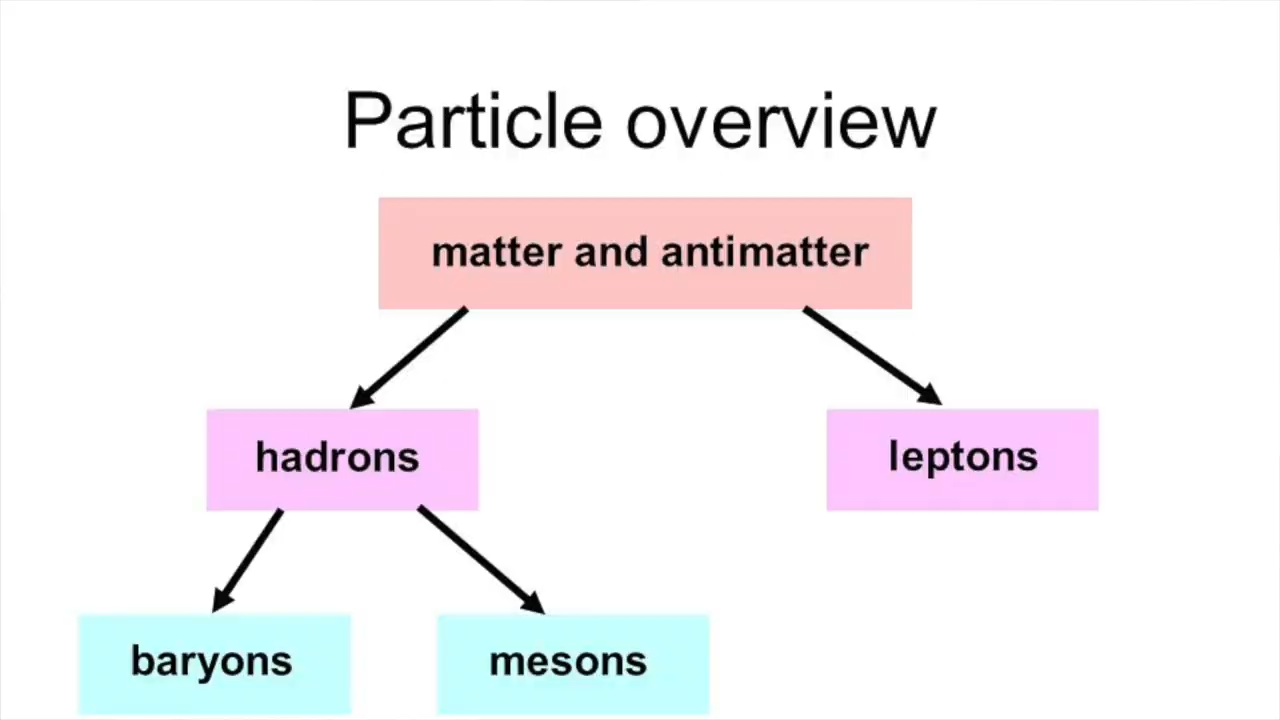 Particle overview
matter and antimatter
hadrons
leptons
baryons
mesons